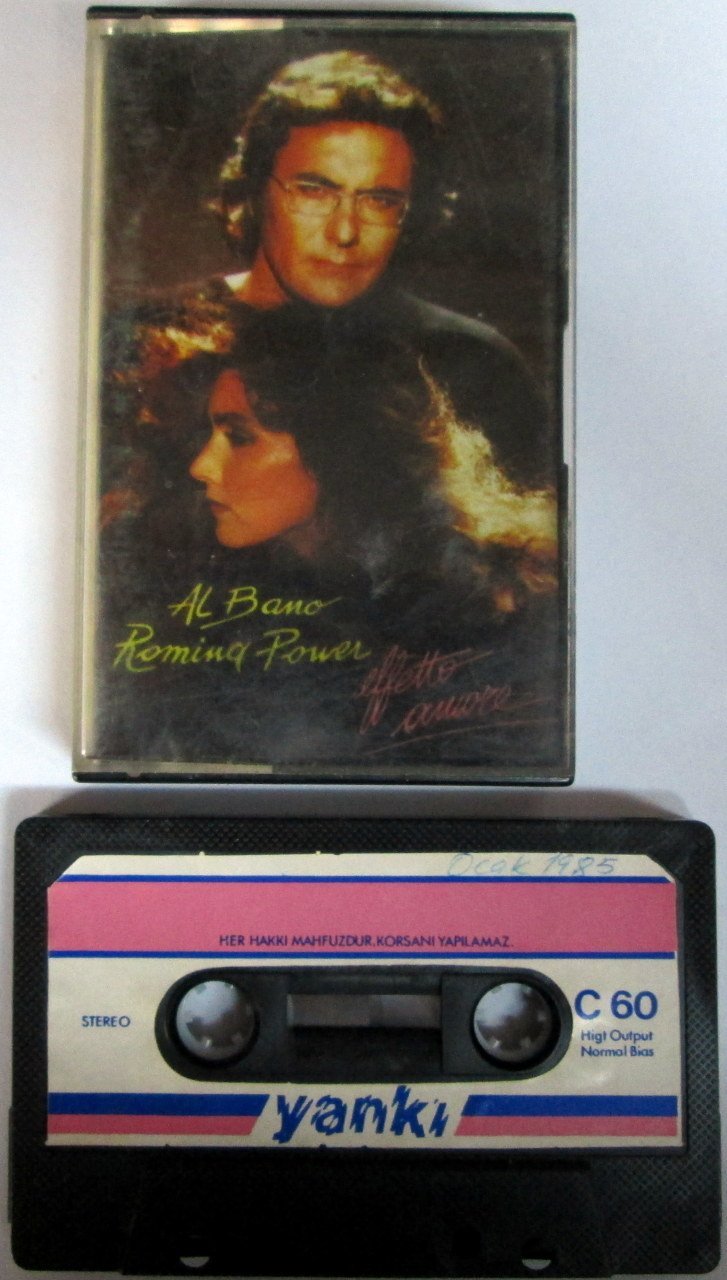 AL Bano
Romina Power
effetto
amore
Ocak 1985
HER HAKKI MAHFUZDUR.KORSANI YAPILAMAZ.
STEREO
C 60
Higt Output
Normal Bias
yanki